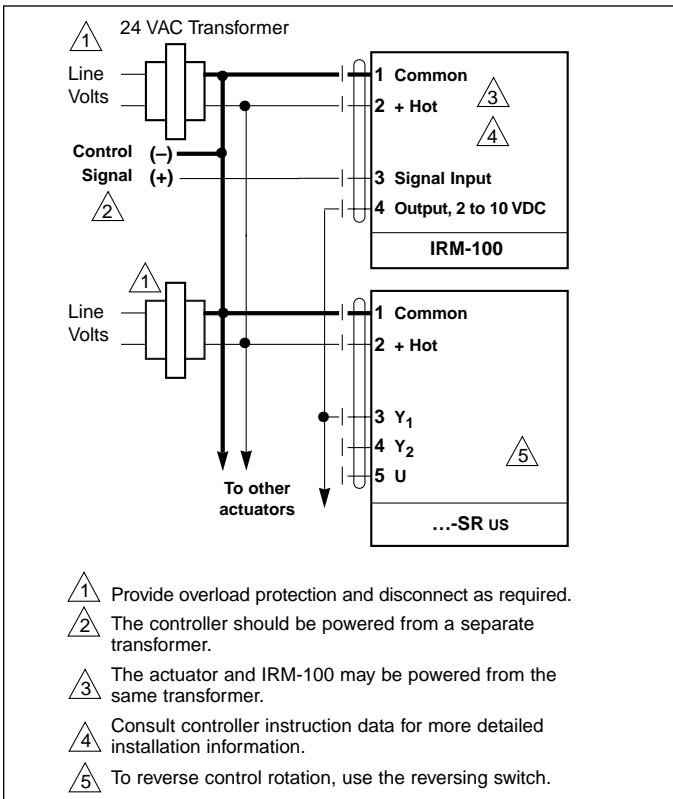 1
24 VAC Transformer
Line
Volts
1 Common
2 + Hot
3
4
Control (–)
Signal (+)
2
3 Signal Input
4 Output, 2 to 10 VDC
IRM-100
1
Line
Volts
1 Common
2 + Hot
3 Y1
4 Y2
5 U
5
To other
actuators
…-SR US
1 Provide overload protection and disconnect as required.
2 The controller should be powered from a separate
transformer.
3 The actuator and IRM-100 may be powered from the
same transformer.
4 Consult controller instruction data for more detailed
installation information.
5 To reverse control rotation, use the reversing switch.